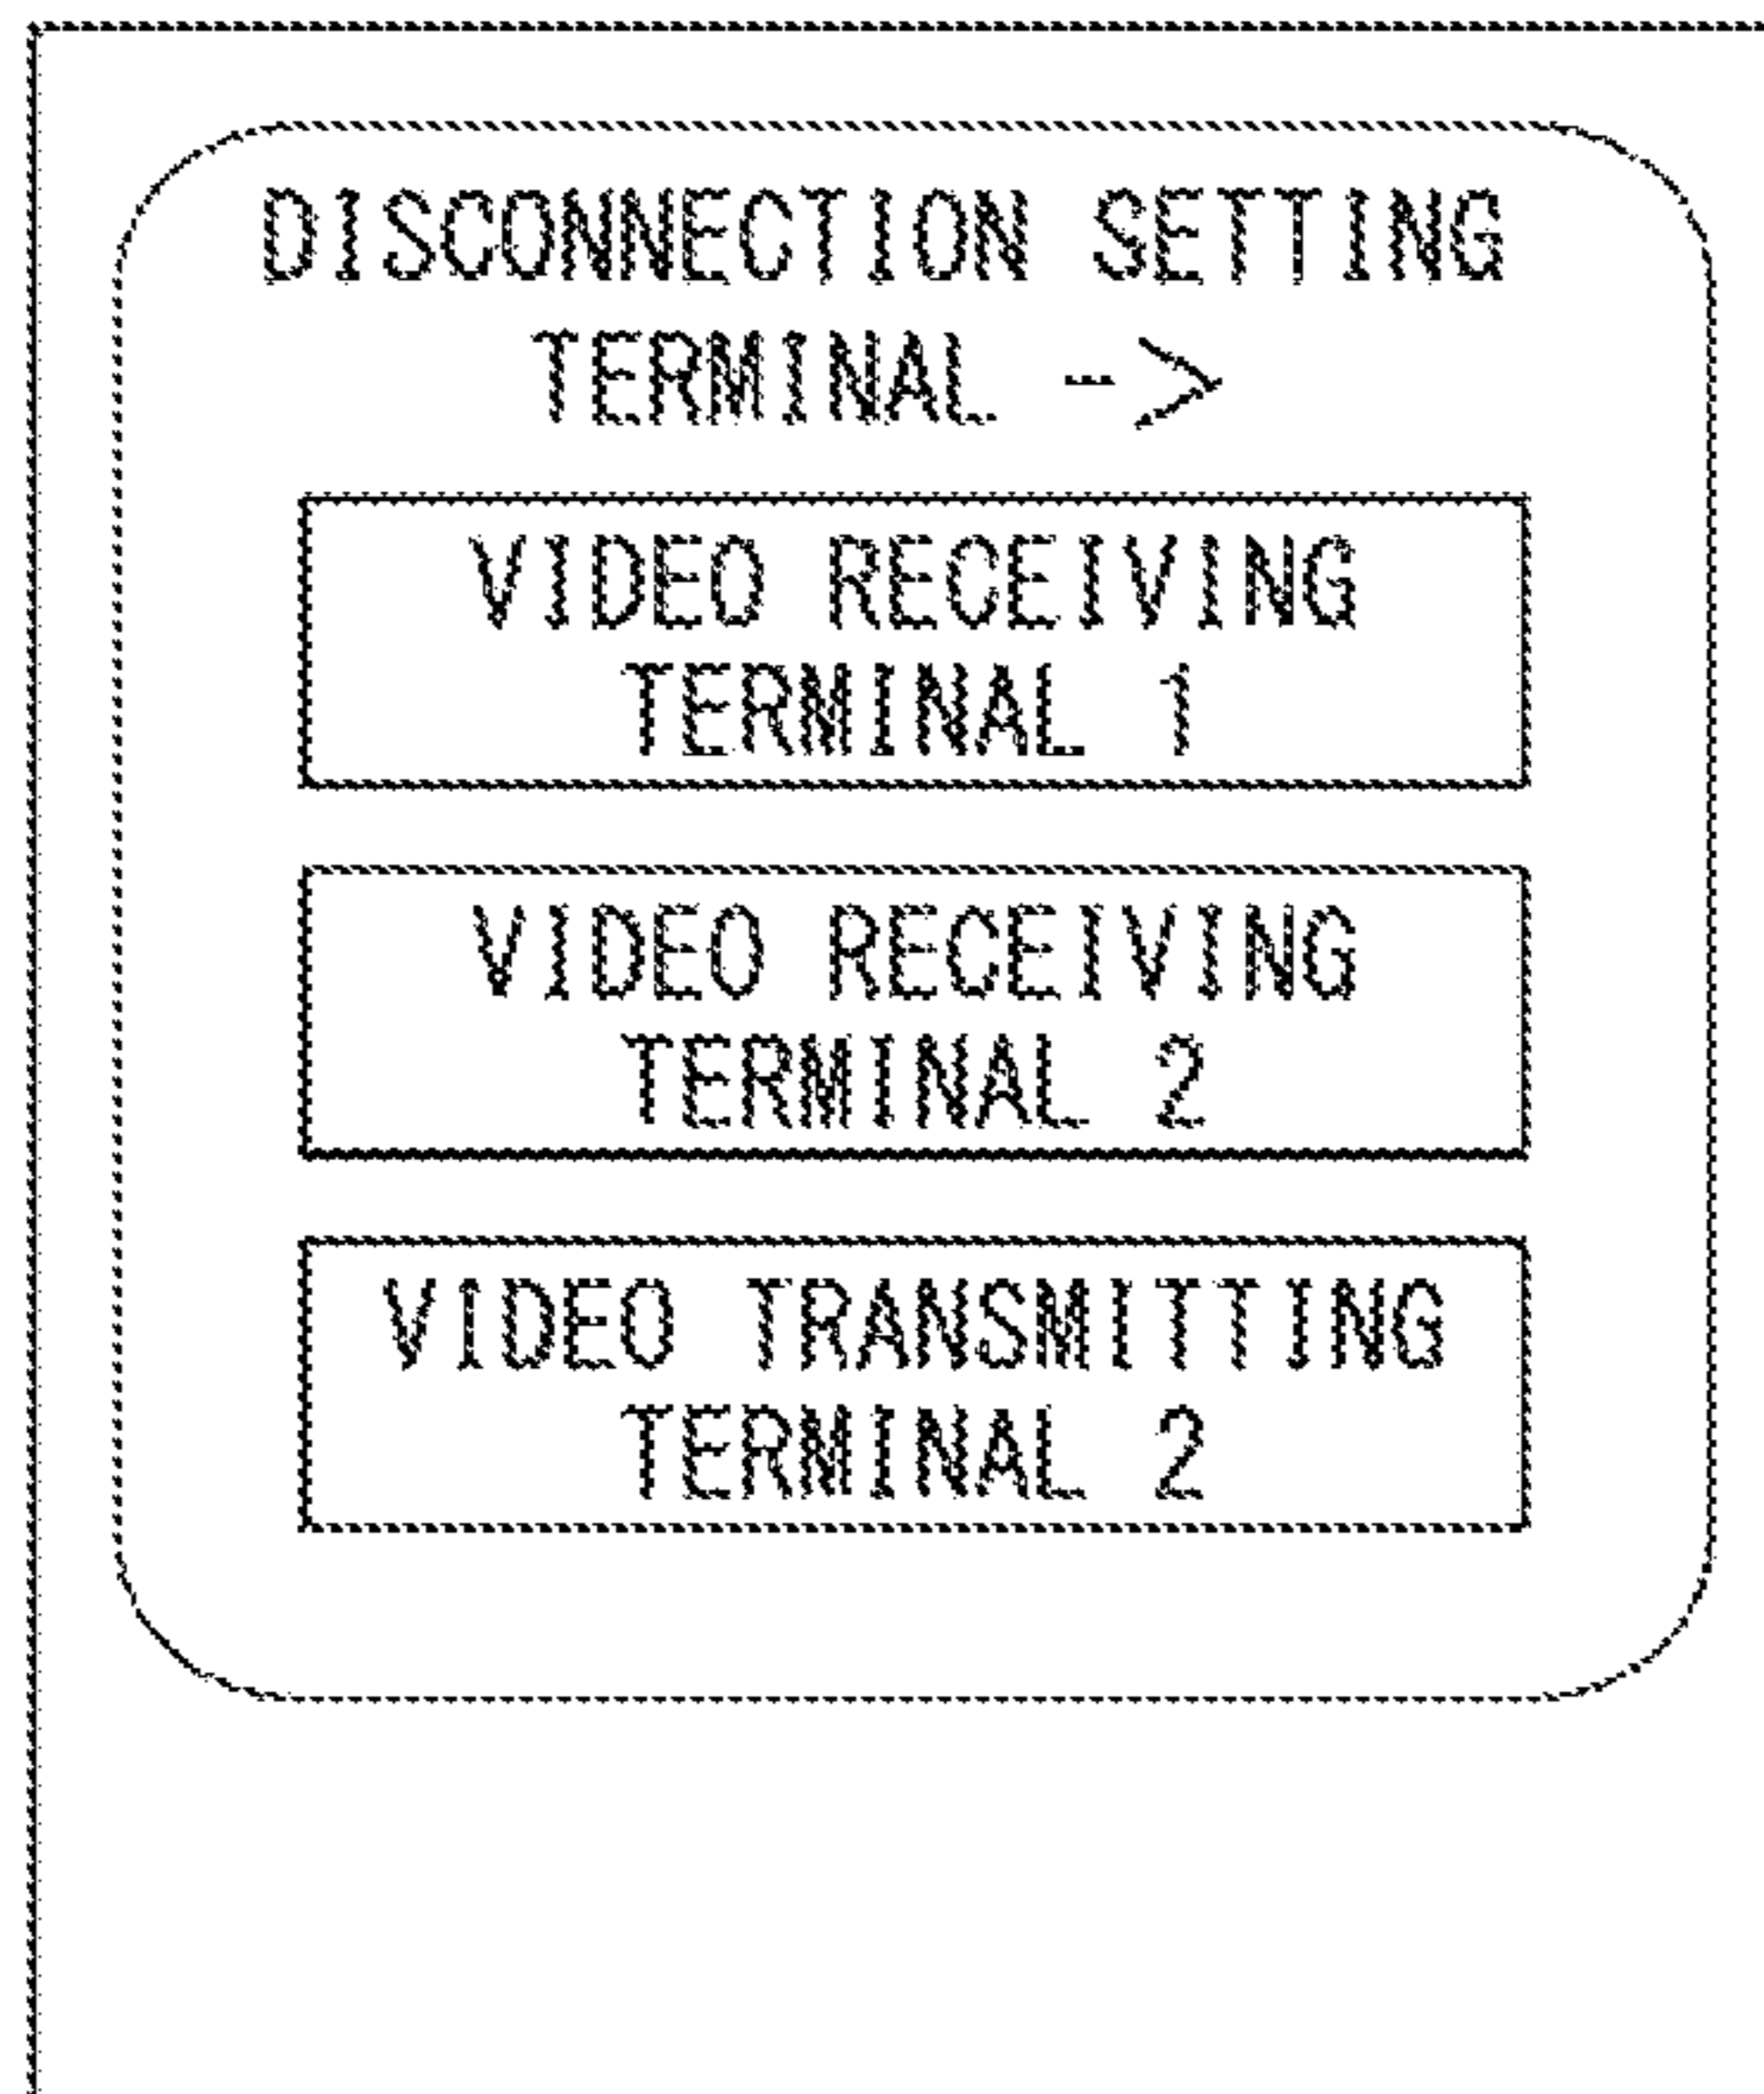 DISCONNECTION SETTING
TERMINAL ->
VIDEO RECEIVING
TERMINAL 1
VIDEO RECEIVING
TERMINAL 2
VIDEO TRANSMITTING
TERMINAL 2